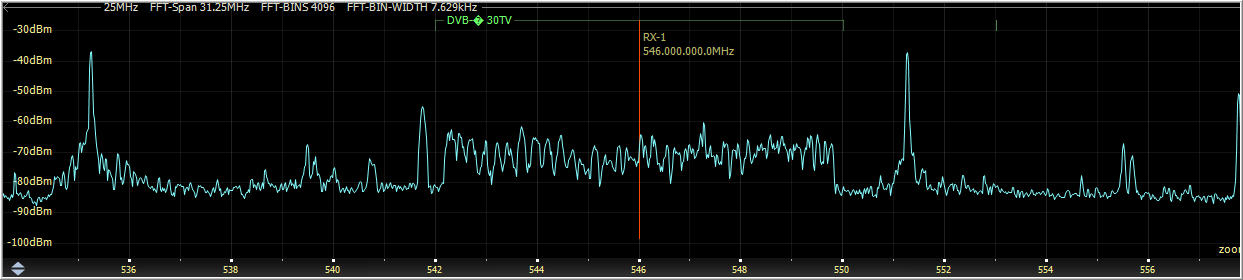 25MHz FFT-Span 31.25MHz FFT-BINS 4096 FFT-BIN-WIDTH 7.629kHz
DVB-� 30TV
-30dBm
RX-1
546.000.000.0MHz
-40dBm
-50dBm
-60dBm
-70dBm
-80dBm
-90dBm
-100dBm
zoom
536 538 540 542 544 546 548 550 552 554 556